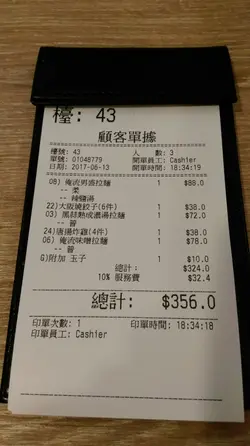 檯: 43
顧客單據
檯號: 43 人 數: 3
單號: 01048779 開單員工: Cashier
日期: 2017-06-13 開單時間: 18:34:19
08) 俺流男盛拉麵 1 $88.0
-- 柔
-- 辣醬湯
22)大阪燒餃子(6件) 1 $38.0
03) 黑蒜熟成濃湯拉麵 1 $72.0
-- 普
24)唐揚炸雞(4件) 1 $38.0
06) 俺流味噌拉麵 1 $78.0
-- 普
G)附加 玉子 1 $10.0
總計: $324.0
10% 服務費 $32.4
總計: $356.0
印單次數: 1 印單時間: 18:34:18
印單員工: Cashier